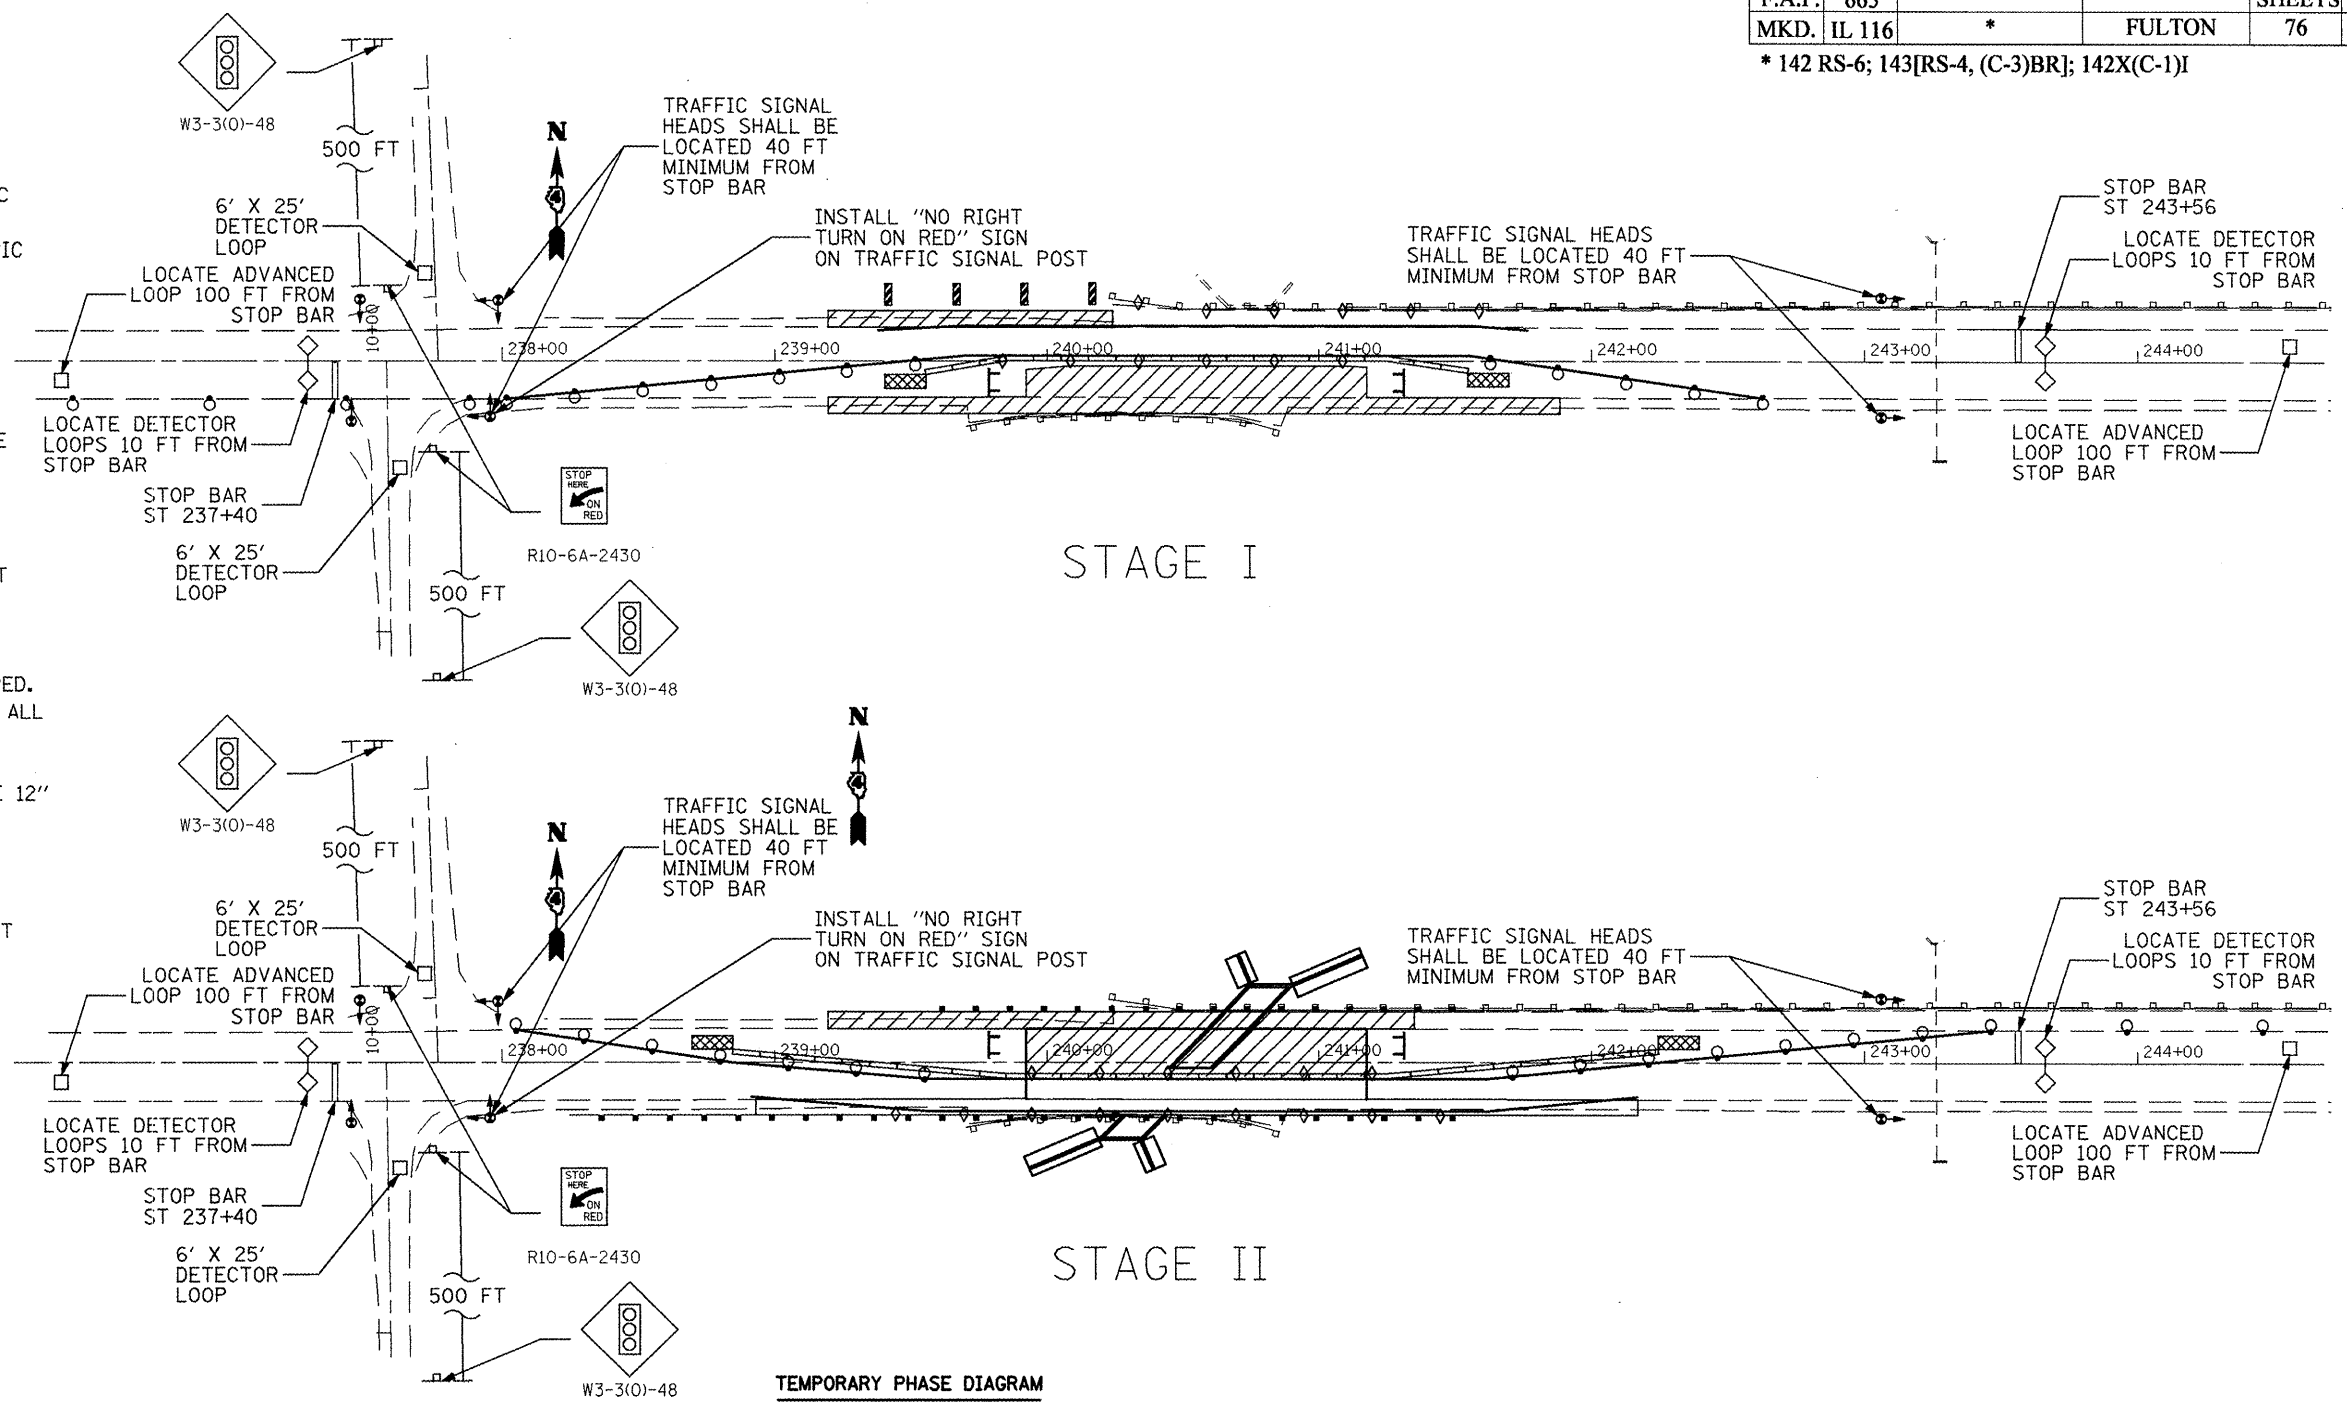 F.A.P. 665 SHEETS
MKD. IL 116 * FULTON 76
* 142 RS-6; 143[RS-4, (C-3)BR]; 142X(C-1)I
W3-3(O)-48
500 FT
6' X 25'
DETECTOR
LOOP
LOCATE ADVANCED
LOOP 100 FT FROM
STOP BAR
TRAFFIC SIGNAL
HEADS SHALL BE
LOCATED 40 FT
MINIMUM FROM
STOP BAR
N
4
INSTALL "NO RIGHT
TURN ON RED" SIGN
ON TRAFFIC SIGNAL POST
TRAFFIC SIGNAL HEADS
SHALL BE LOCATED 40 FT
MINIMUM FROM STOP BAR
STOP BAR
ST 243+56
LOCATE DETECTOR
LOOPS 10 FT FROM
STOP BAR
10+00
238+00
239+00
240+00
241+00
242+00
243+00
244+00
LOCATE DETECTOR
LOOPS 10 FT FROM
STOP BAR
STOP BAR
ST 237+40
6' X 25'
DETECTOR
LOOP
STOP
HERE
ON
RED
R10-6A-2430
500 FT
W3-3(O)-48
LOCATE ADVANCED
LOOP 100 FT FROM
STOP BAR
STAGE I
C
IC
E
T
ED.
ALL
12"
T
W3-3(O)-48
500 FT
6' X 25'
DETECTOR
LOOP
LOCATE ADVANCED
LOOP 100 FT FROM
STOP BAR
TRAFFIC SIGNAL
HEADS SHALL BE
LOCATED 40 FT
MINIMUM FROM
STOP BAR
N
4
N
4
INSTALL "NO RIGHT
TURN ON RED" SIGN
ON TRAFFIC SIGNAL POST
TRAFFIC SIGNAL HEADS
SHALL BE LOCATED 40 FT
MINIMUM FROM STOP BAR
STOP BAR
ST 243+56
LOCATE DETECTOR
LOOPS 10 FT FROM
STOP BAR
10+00
238+00
239+00
240+00
241+00
242+00
243+00
244+00
LOCATE DETECTOR
LOOPS 10 FT FROM
STOP BAR
STOP BAR
ST 237+40
6' X 25'
DETECTOR
LOOP
STOP
HERE
ON
RED
R10-6A-2430
500 FT
W3-3(O)-48
LOCATE ADVANCED
LOOP 100 FT FROM
STOP BAR
STAGE II
TEMPORARY PHASE DIAGRAM